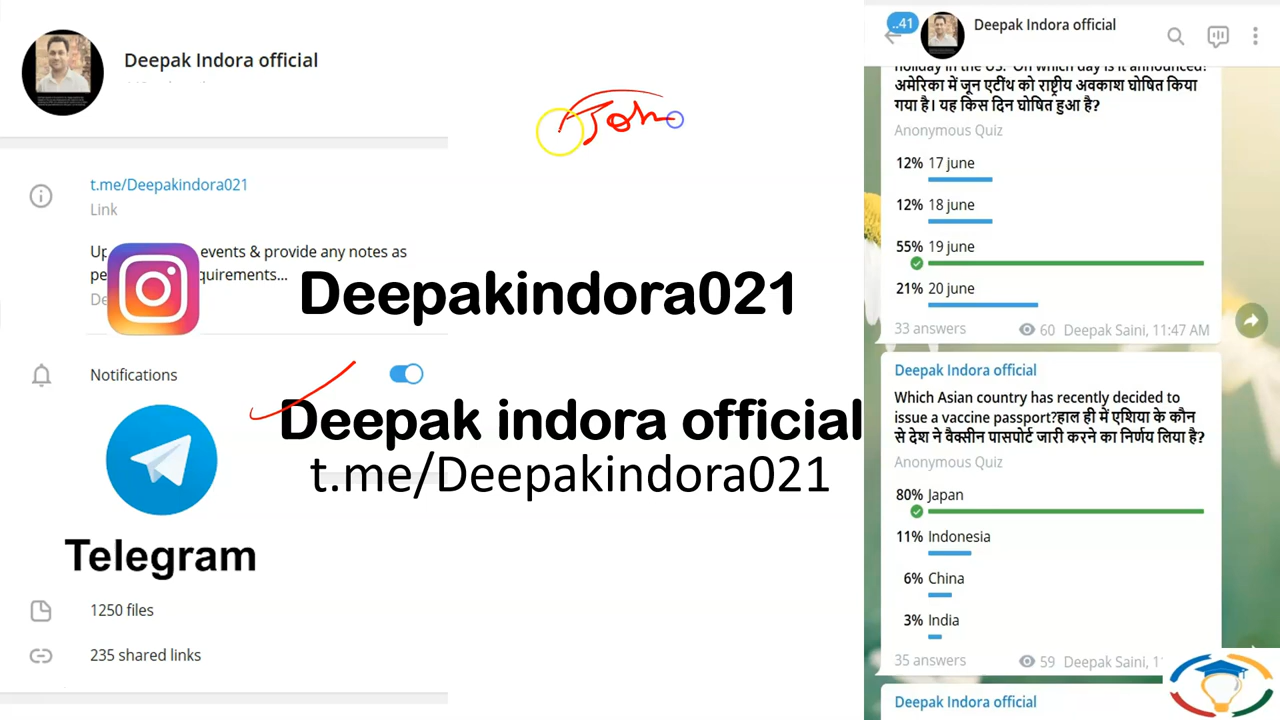 Deepak Indora official
t.me/Deepakindora021
Link
events & provide any notes as
quirements...
Notifications
Deepakindora021
Deepak indora official
t.me/Deepakindora021
Telegram
1250 files
235 shared links
..41
Deepak Indora official
holiday in the US. On which day is it announced?
अमेरिका में जून एटींथ को राष्ट्रीय अवकाश घोषित किया
गया है। यह किस दिन घोषित हुआ है?
Anonymous Quiz
12% 17 june
12% 18 june
55% 19 june
21% 20 june
33 answers 60 Deepak Saini, 11:47 AM
Deepak Indora official
Which Asian country has recently decided to
issue a vaccine passport?हाल ही में एशिया के कौन
से देश ने वैक्सीन पासपोर्ट जारी करने का निर्णय लिया है?
Anonymous Quiz
80% Japan
11% Indonesia
6% China
3% India
35 answers 59 Deepak Saini,
Deepak Indora official